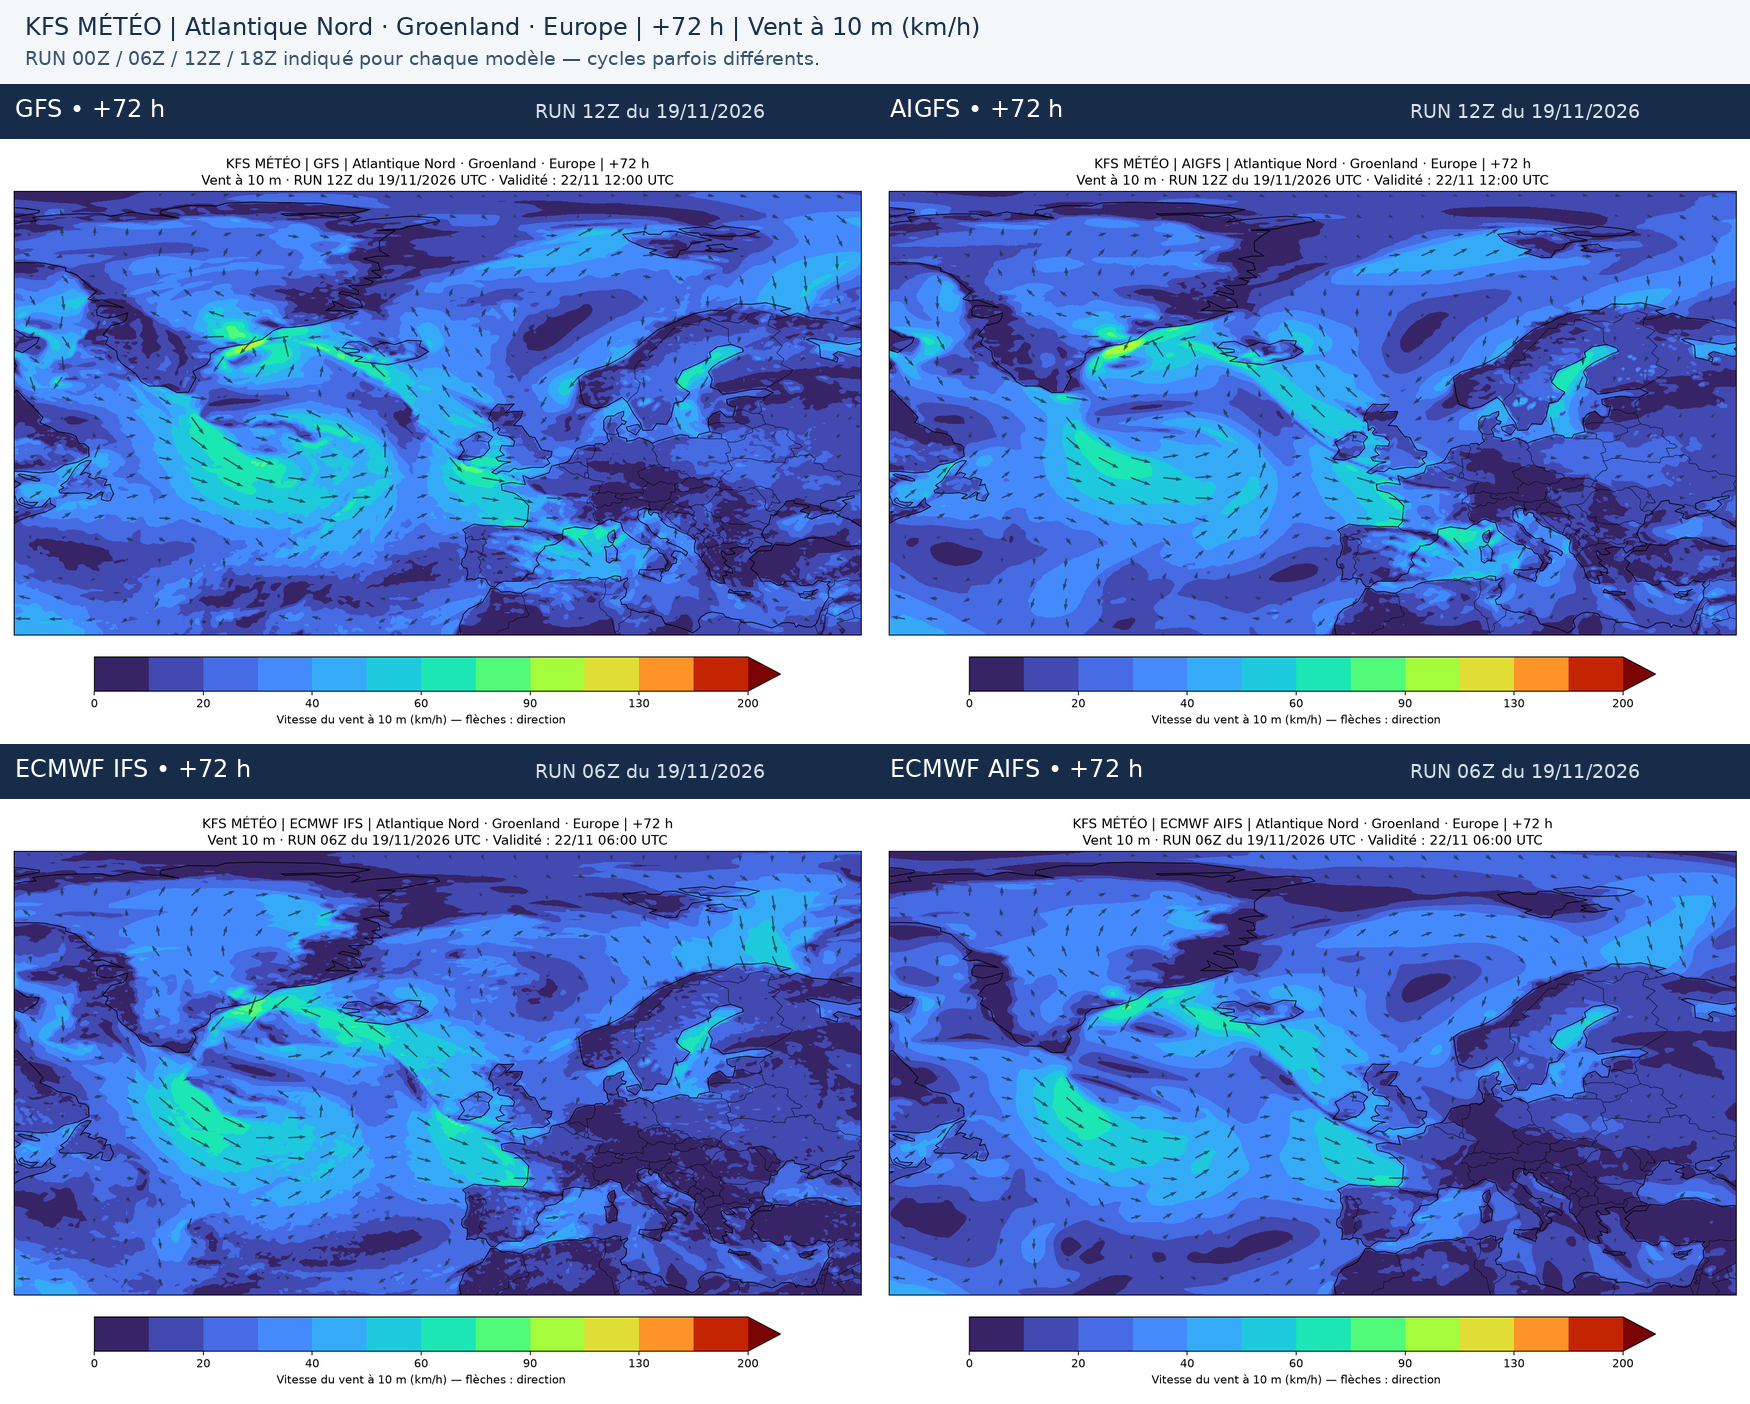 KFS MÉTÉO | Atlantique Nord · Groenland · Europe | +72 h | Vent à 10 m (km/h)
RUN 00Z / 06Z / 12Z / 18Z indiqué pour chaque modèle — cycles parfois différents.
GFS • +72 h
RUN 12Z du 19/11/2026
KFS MÉTÉO | GFS | Atlantique Nord · Groenland · Europe | +72 h
Vent à 10 m · RUN 12Z du 19/11/2026 UTC · Validité : 22/11 12:00 UTC
0 20 40 60 90 130 200
Vitesse du vent à 10 m (km/h) — flèches : direction
AIGFS • +72 h
RUN 12Z du 19/11/2026
KFS MÉTÉO | AIGFS | Atlantique Nord · Groenland · Europe | +72 h
Vent à 10 m · RUN 12Z du 19/11/2026 UTC · Validité : 22/11 12:00 UTC
0 20 40 60 90 130 200
Vitesse du vent à 10 m (km/h) — flèches : direction
ECMWF IFS • +72 h
RUN 06Z du 19/11/2026
KFS MÉTÉO | ECMWF IFS | Atlantique Nord · Groenland · Europe | +72 h
Vent 10 m · RUN 06Z du 19/11/2026 UTC · Validité : 22/11 06:00 UTC
0 20 40 60 90 130 200
Vitesse du vent à 10 m (km/h) — flèches : direction
ECMWF AIFS • +72 h
RUN 06Z du 19/11/2026
KFS MÉTÉO | ECMWF AIFS | Atlantique Nord · Groenland · Europe | +72 h
Vent 10 m · RUN 06Z du 19/11/2026 UTC · Validité : 22/11 06:00 UTC
0 20 40 60 90 130 200
Vitesse du vent à 10 m (km/h) — flèches : direction